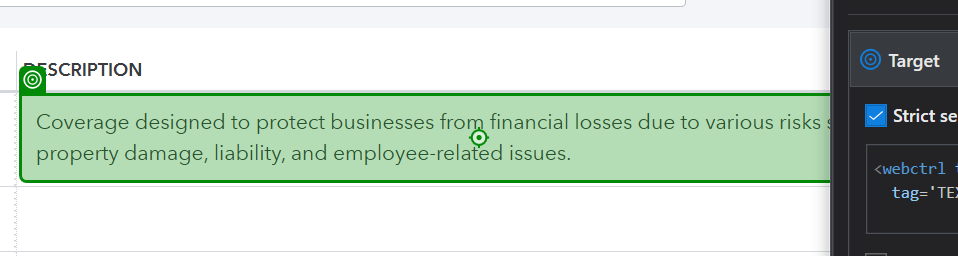 DESCRIPTION
Target
Strict
Coverage designed to protect businesses from financial losses due to various risks
property damage, liability, and employee-related issues.
<webctrl
tag='TEX